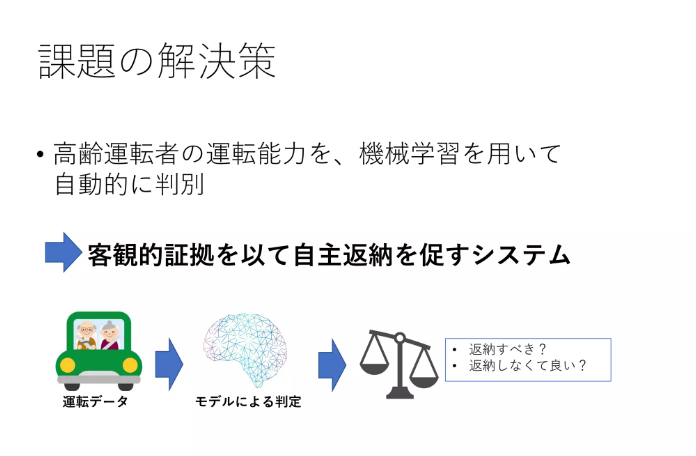 課題の解決策
• 高齢運転者の運転能力を、機械学習を用いて
自動的に判別
客観的証拠を以て自主返納を促すシステム
• 返納すべき？
• 返納しなくて良い？
運転データ
モデルによる判定